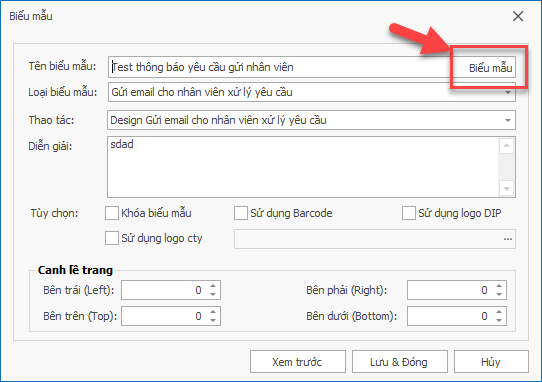 Biểu mẫu
Tên biểu mẫu: Test thông báo yêu cầu gửi nhân viên Biểu mẫu
Loại biểu mẫu: Gửi email cho nhân viên xử lý yêu cầu
Thao tác: Design Gửi email cho nhân viên xử lý yêu cầu
Diễn giải: sdad
Tùy chọn: Khóa biểu mẫu Sử dụng Barcode Sử dụng logo DIP
Sử dụng logo cty ...
Canh lề trang
Bên trái (Left): 0 Bên phải (Right): 0
Bên trên (Top): 0 Bên dưới (Bottom): 0
Xem trước Lưu & Đóng Hủy